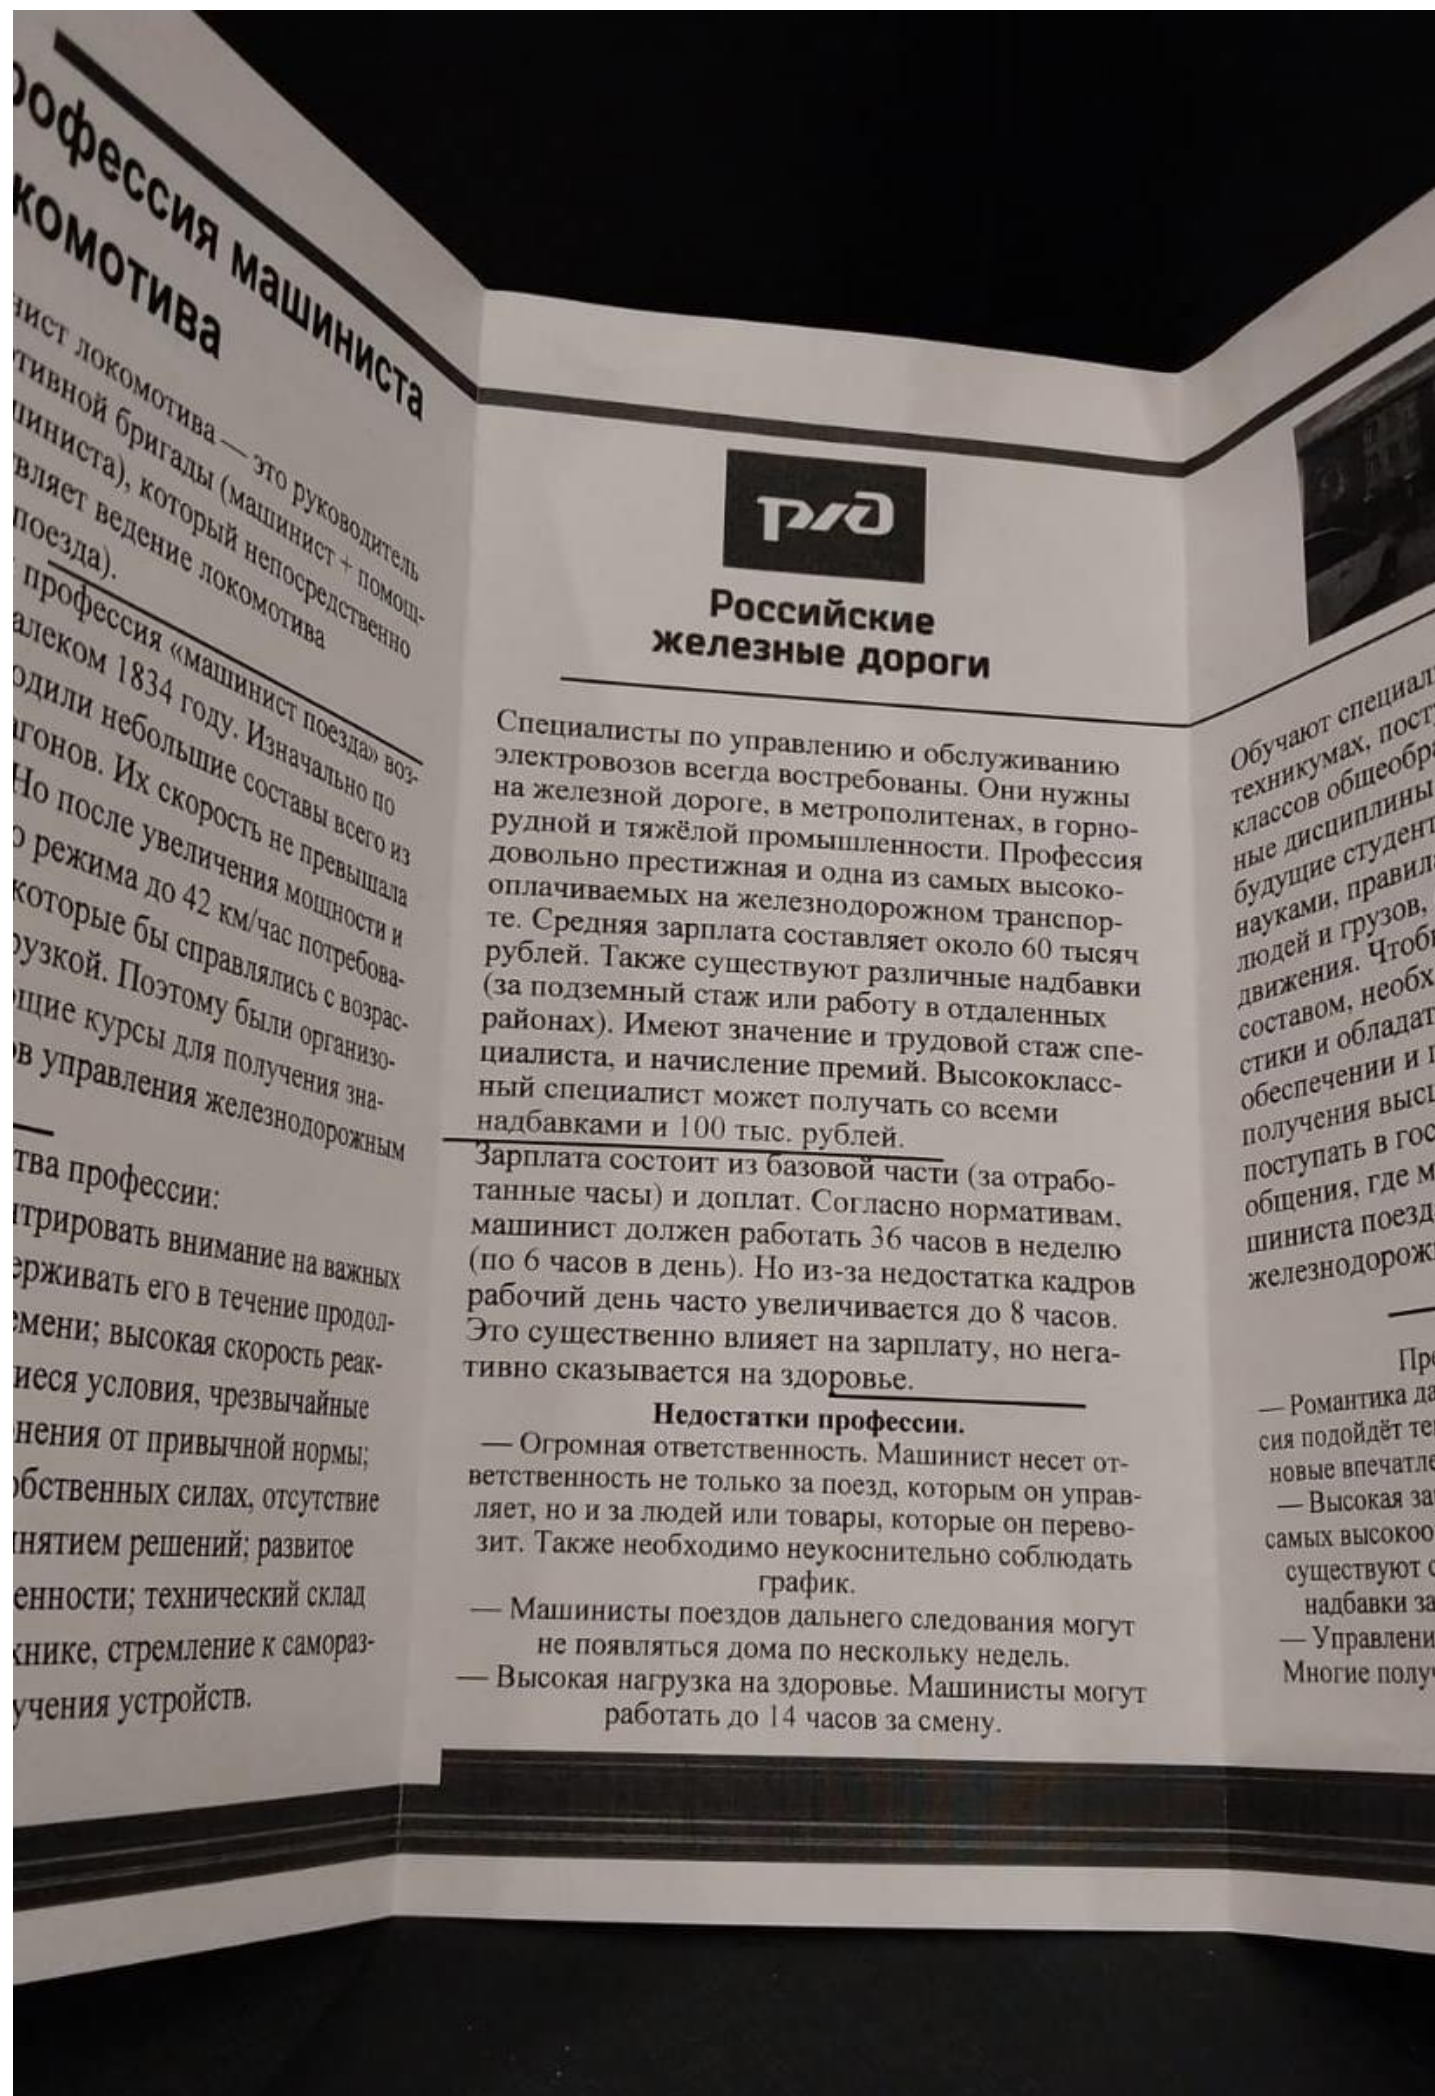 рофессия машиниста
комотива
нист локомотива — это руководитель
тивной бригады (машинист + помощ-
шиниста), который непосредственно
вляет ведение локомотива
поезда).
профессия «машинист поезда» воз-
алеком 1834 году. Изначально по
одили небольшие составы всего из
агонов. Их скорость не превышала
Но после увеличения мощности и
о режима до 42 км/час потребова-
которые бы справлялись с возрас-
рузкой. Поэтому были организо-
ющие курсы для получения зна-
ов управления железнодорожным
тва профессии:
нтрировать внимание на важных
ерживать его в течение продол-
емени; высокая скорость реак-
иеся условия, чрезвычайные
нения от привычной нормы;
обственных силах, отсутствие
инятием решений; развитое
енности; технический склад
хнике, стремление к самораз-
учения устройств.
ржд
Российские
железные дороги
Специалисты по управлению и обслуживанию
электровозов всегда востребованы. Они нужны
на железной дороге, в метрополитенах, в горно-
рудной и тяжёлой промышленности. Профессия
довольно престижная и одна из самых высоко-
оплачиваемых на железнодорожном транспор-
те. Средняя зарплата составляет около 60 тысяч
рублей. Также существуют различные надбавки
(за подземный стаж или работу в отдаленных
районах). Имеют значение и трудовой стаж спе-
циалиста, и начисление премий. Высококласс-
ный специалист может получать со всеми
надбавками и 100 тыс. рублей.
Зарплата состоит из базовой части (за отрабо-
танные часы) и доплат. Согласно нормативам,
машинист должен работать 36 часов в неделю
(по 6 часов в день). Но из-за недостатка кадров
рабочий день часто увеличивается до 8 часов.
Это существенно влияет на зарплату, но нега-
тивно сказывается на здоровье.
Недостатки профессии.
— Огромная ответственность. Машинист несет от-
ветственность не только за поезд, которым он управ-
ляет, но и за людей или товары, которые он перево-
зит. Также необходимо неукоснительно соблюдать
график.
— Машинисты поездов дальнего следования могут
не появляться дома по нескольку недель.
— Высокая нагрузка на здоровье. Машинисты могут
работать до 14 часов за смену.
Обучают специал
техникумах, пост
классов общеобра
ные дисциплины
будущие студент
науками, правила
людей и грузов,
движения. Чтобы
составом, необх
стики и обладат
обеспечении и п
получения высш
поступать в гос
общения, где м
шиниста поезд
железнодорож
Пре
— Романтика да
сия подойдёт те
новые впечатле
— Высокая за
самых высокоо
существуют с
надбавки за
— Управлени
Многие полу